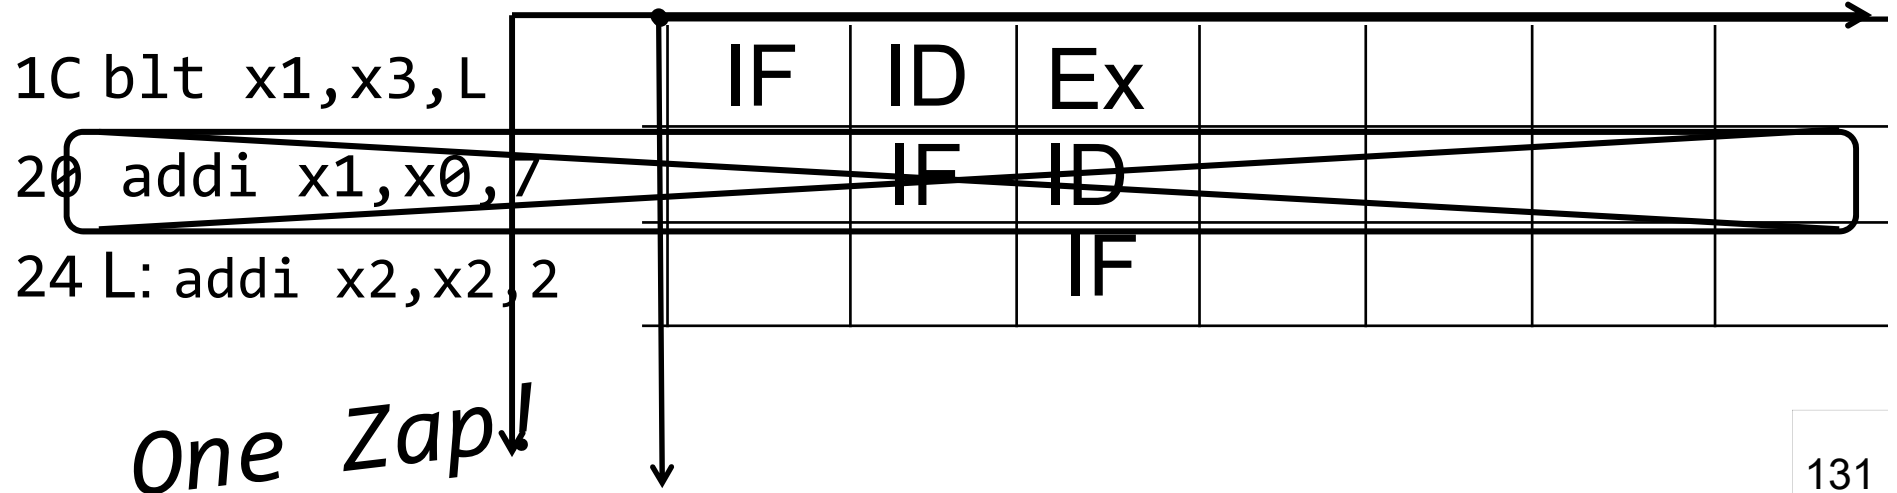 1C blt x1,x3,L IF ID Ex
20 addi x1,x0,7 IF ID
24 L: addi x2,x2,2 IF
One Zap!
131